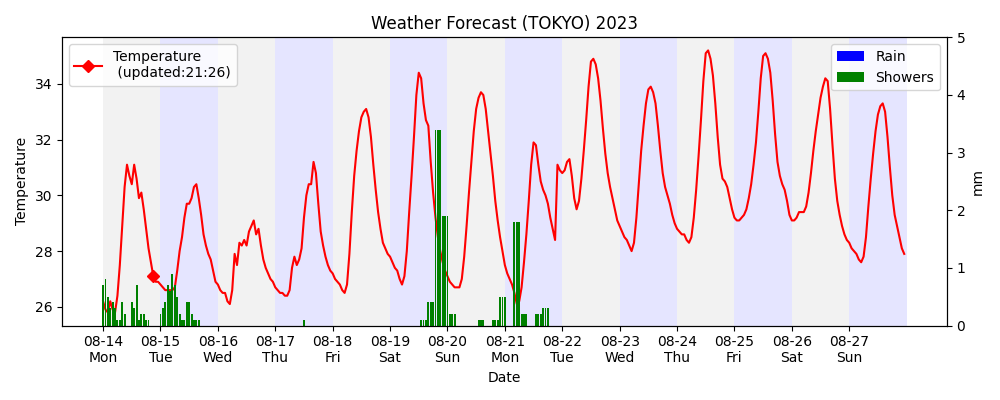 Weather Forecast (TOKYO) 2023
Temperature
(updated:21:26)
Rain
Showers
Temperature
34
32
30
28
26
5
4
3
2
1
0
mm
08-14 08-15 08-16 08-17 08-18 08-19 08-20 08-21 08-22 08-23 08-24 08-25 08-26 08-27
Mon Tue Wed Thu Fri Sat Sun Mon Tue Wed Thu Fri Sat Sun
Date